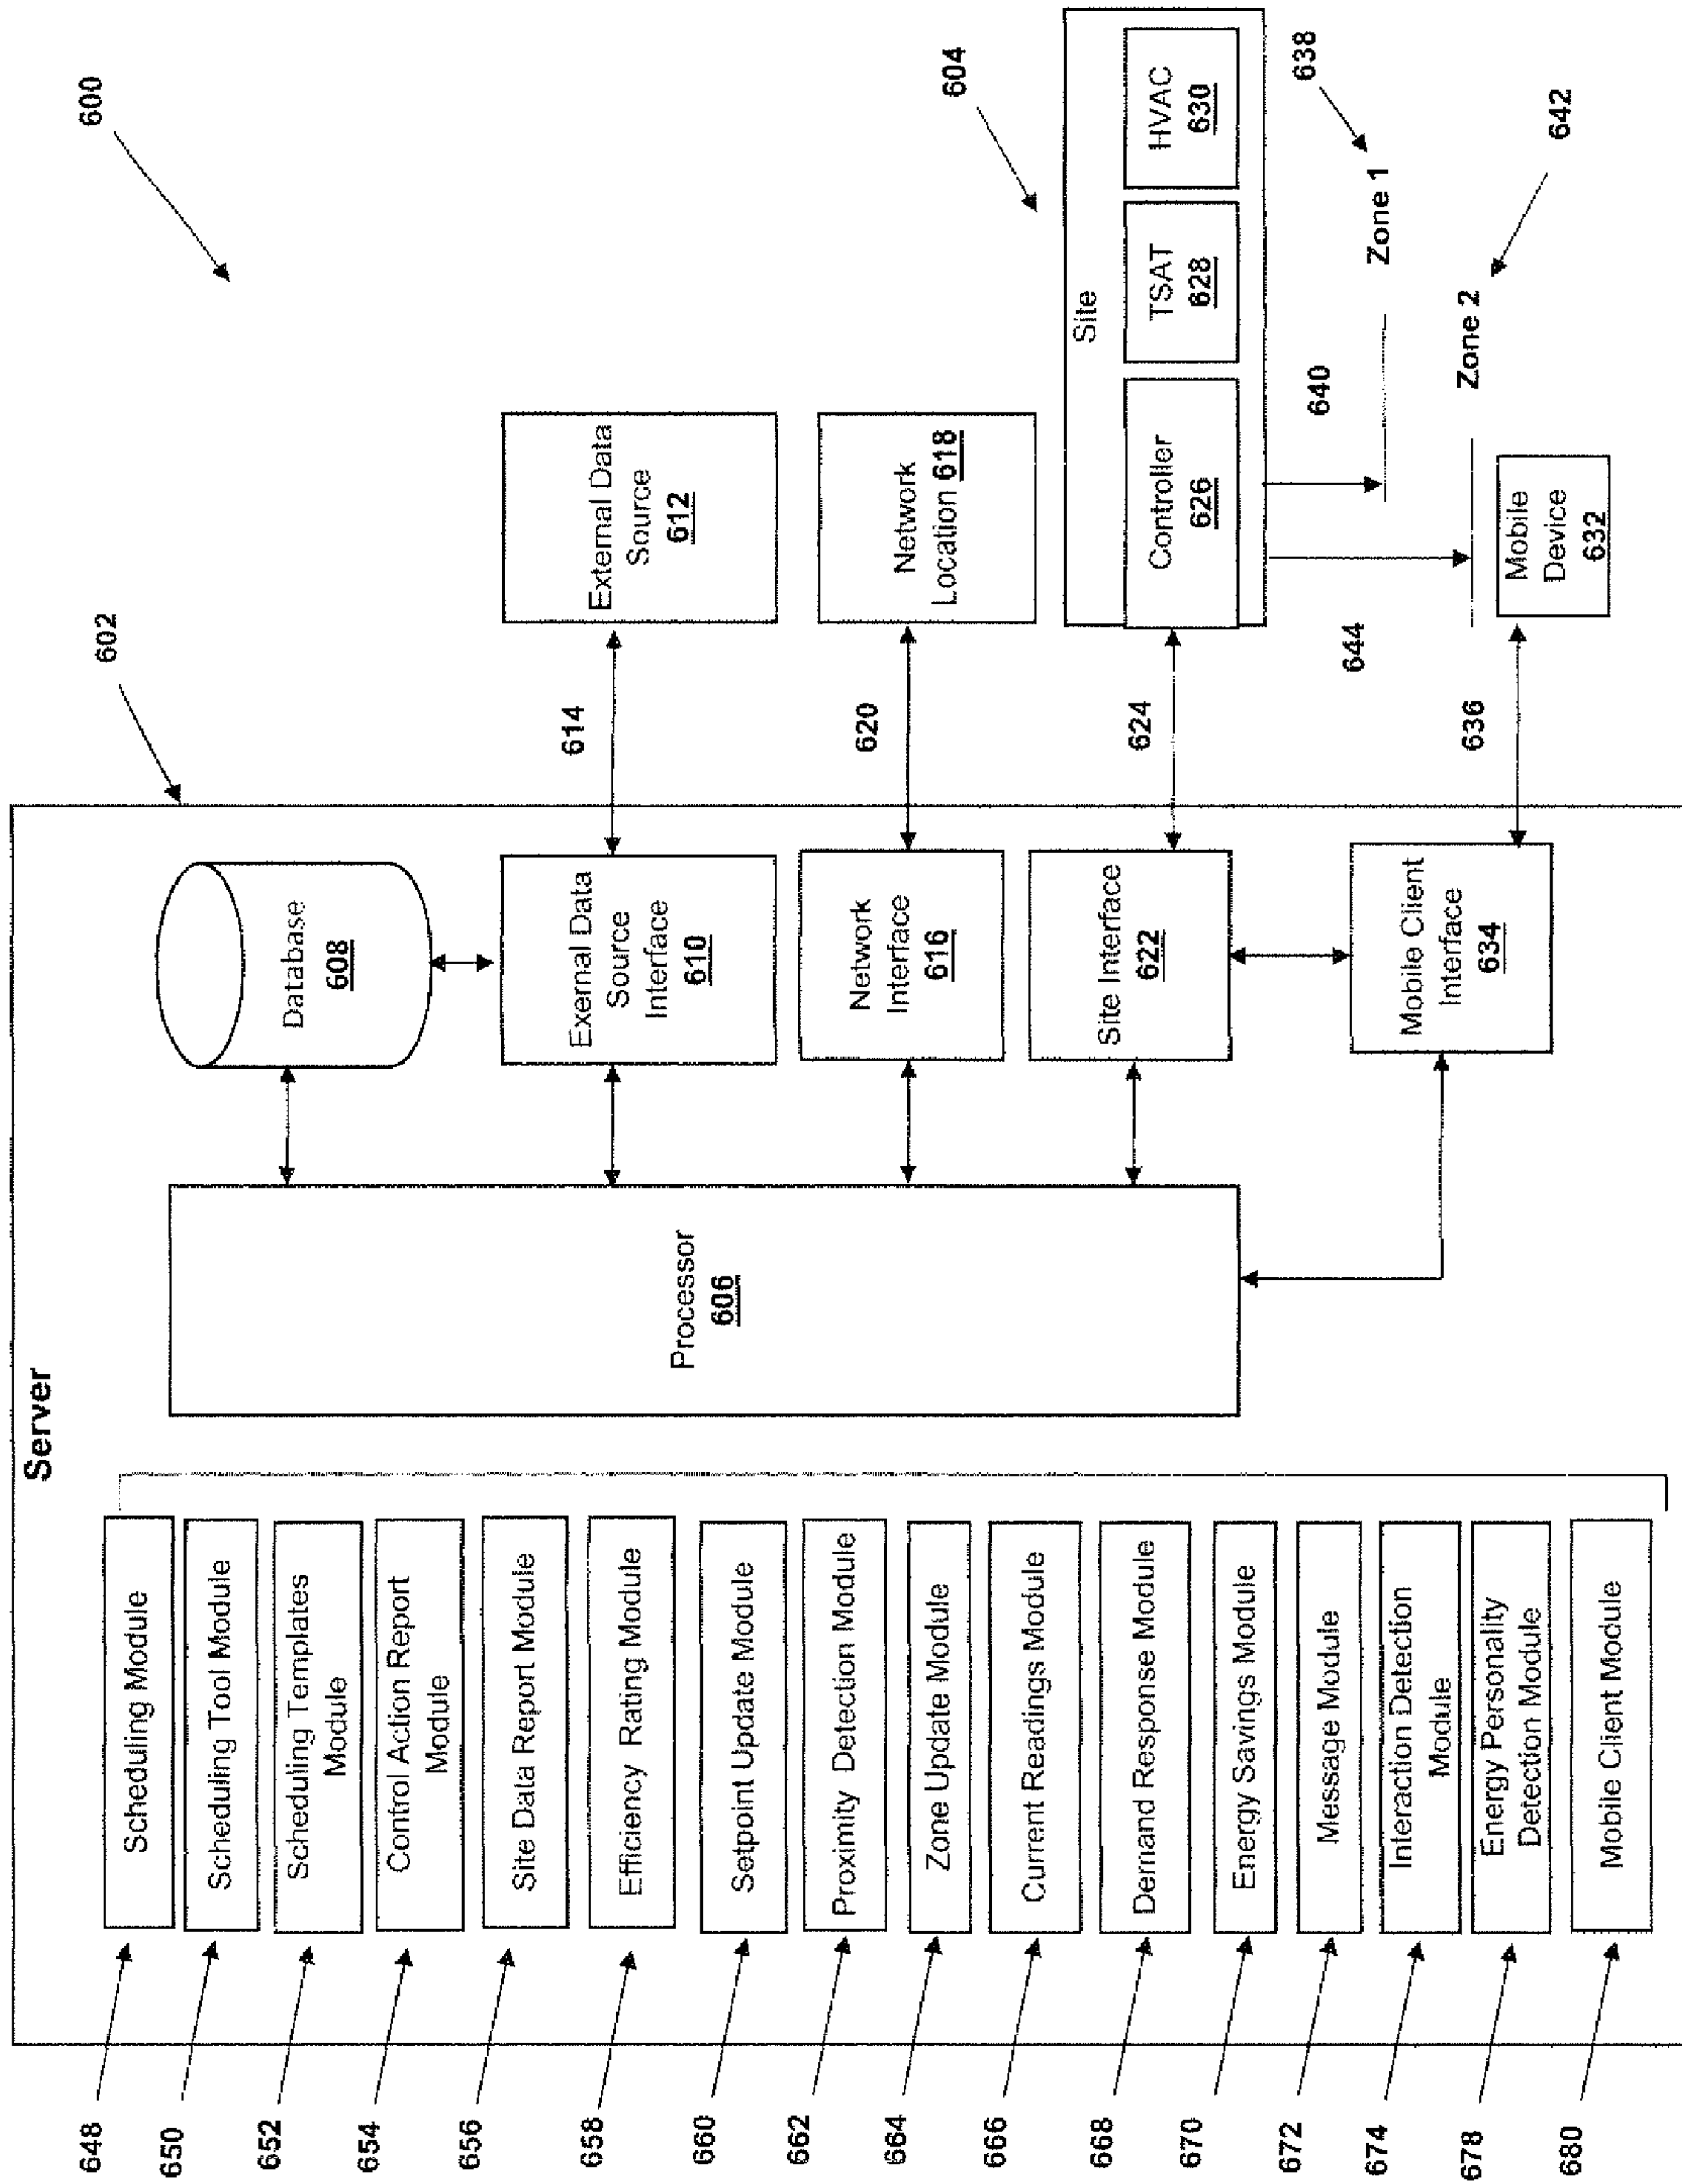 600
602
Server
648
Scheduling Module
650
Scheduling Tool Module
652
Scheduling Templates
Module
654
Control Action Report
Module
656
Site Data Report Module
658
Efficiency Rating Module
660
Setpoint Update Module
662
Proximity Detection Module
664
Zone Update Module
666
Current Readings Module
668
Demand Response Module
670
Energy Savings Module
672
Message Module
674
Interaction Detection
Module
678
Energy Personality
Detection Module
680
Mobile Client Module
Processor
606
Database
608
Exernal Data
Source
Interface
610
Network
Interface
616
Site Interface
622
Mobile Client
Interface
634
614
620
624
636
External Data
Source
612
Network
Location 618
604
Site
Controller
626
TSAT
628
HVAC
630
640
644
Zone 1
638
Zone 2
642
Mobile
Device
632